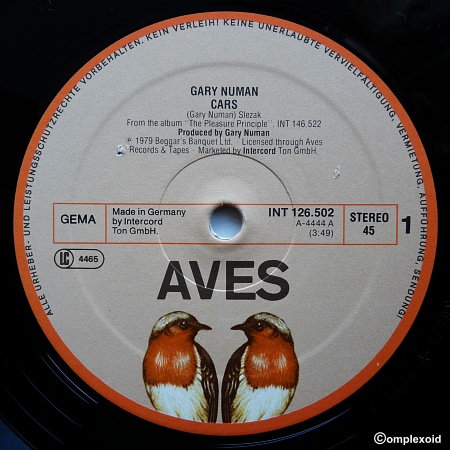 ALLE URHEBER- UND LEISTUNGSSCHUTZRECHTE VORBEHALTEN. KEIN VERLEIH! KEINE UNERLAUBTE VERVIELFÄLTIGUNG, VERMIETUNG, AUFFÜHRUNG, SENDUNG!
GARY NUMAN
CARS
(Gary Numan) Slezak
From the album "The Pleasure Principle". INT 146.522
Produced by Gary Numan
℗ 1979 Beggar's Banquet Ltd. · Licensed through Aves
Records & Tapes · Marketed by Intercord Ton GmbH.
GEMA
Made in Germany
by Intercord
Ton GmbH.
INT 126.502
A-4444 A
(3:49)
STEREO
45
1
LC 4465
AVES
©omplexoid